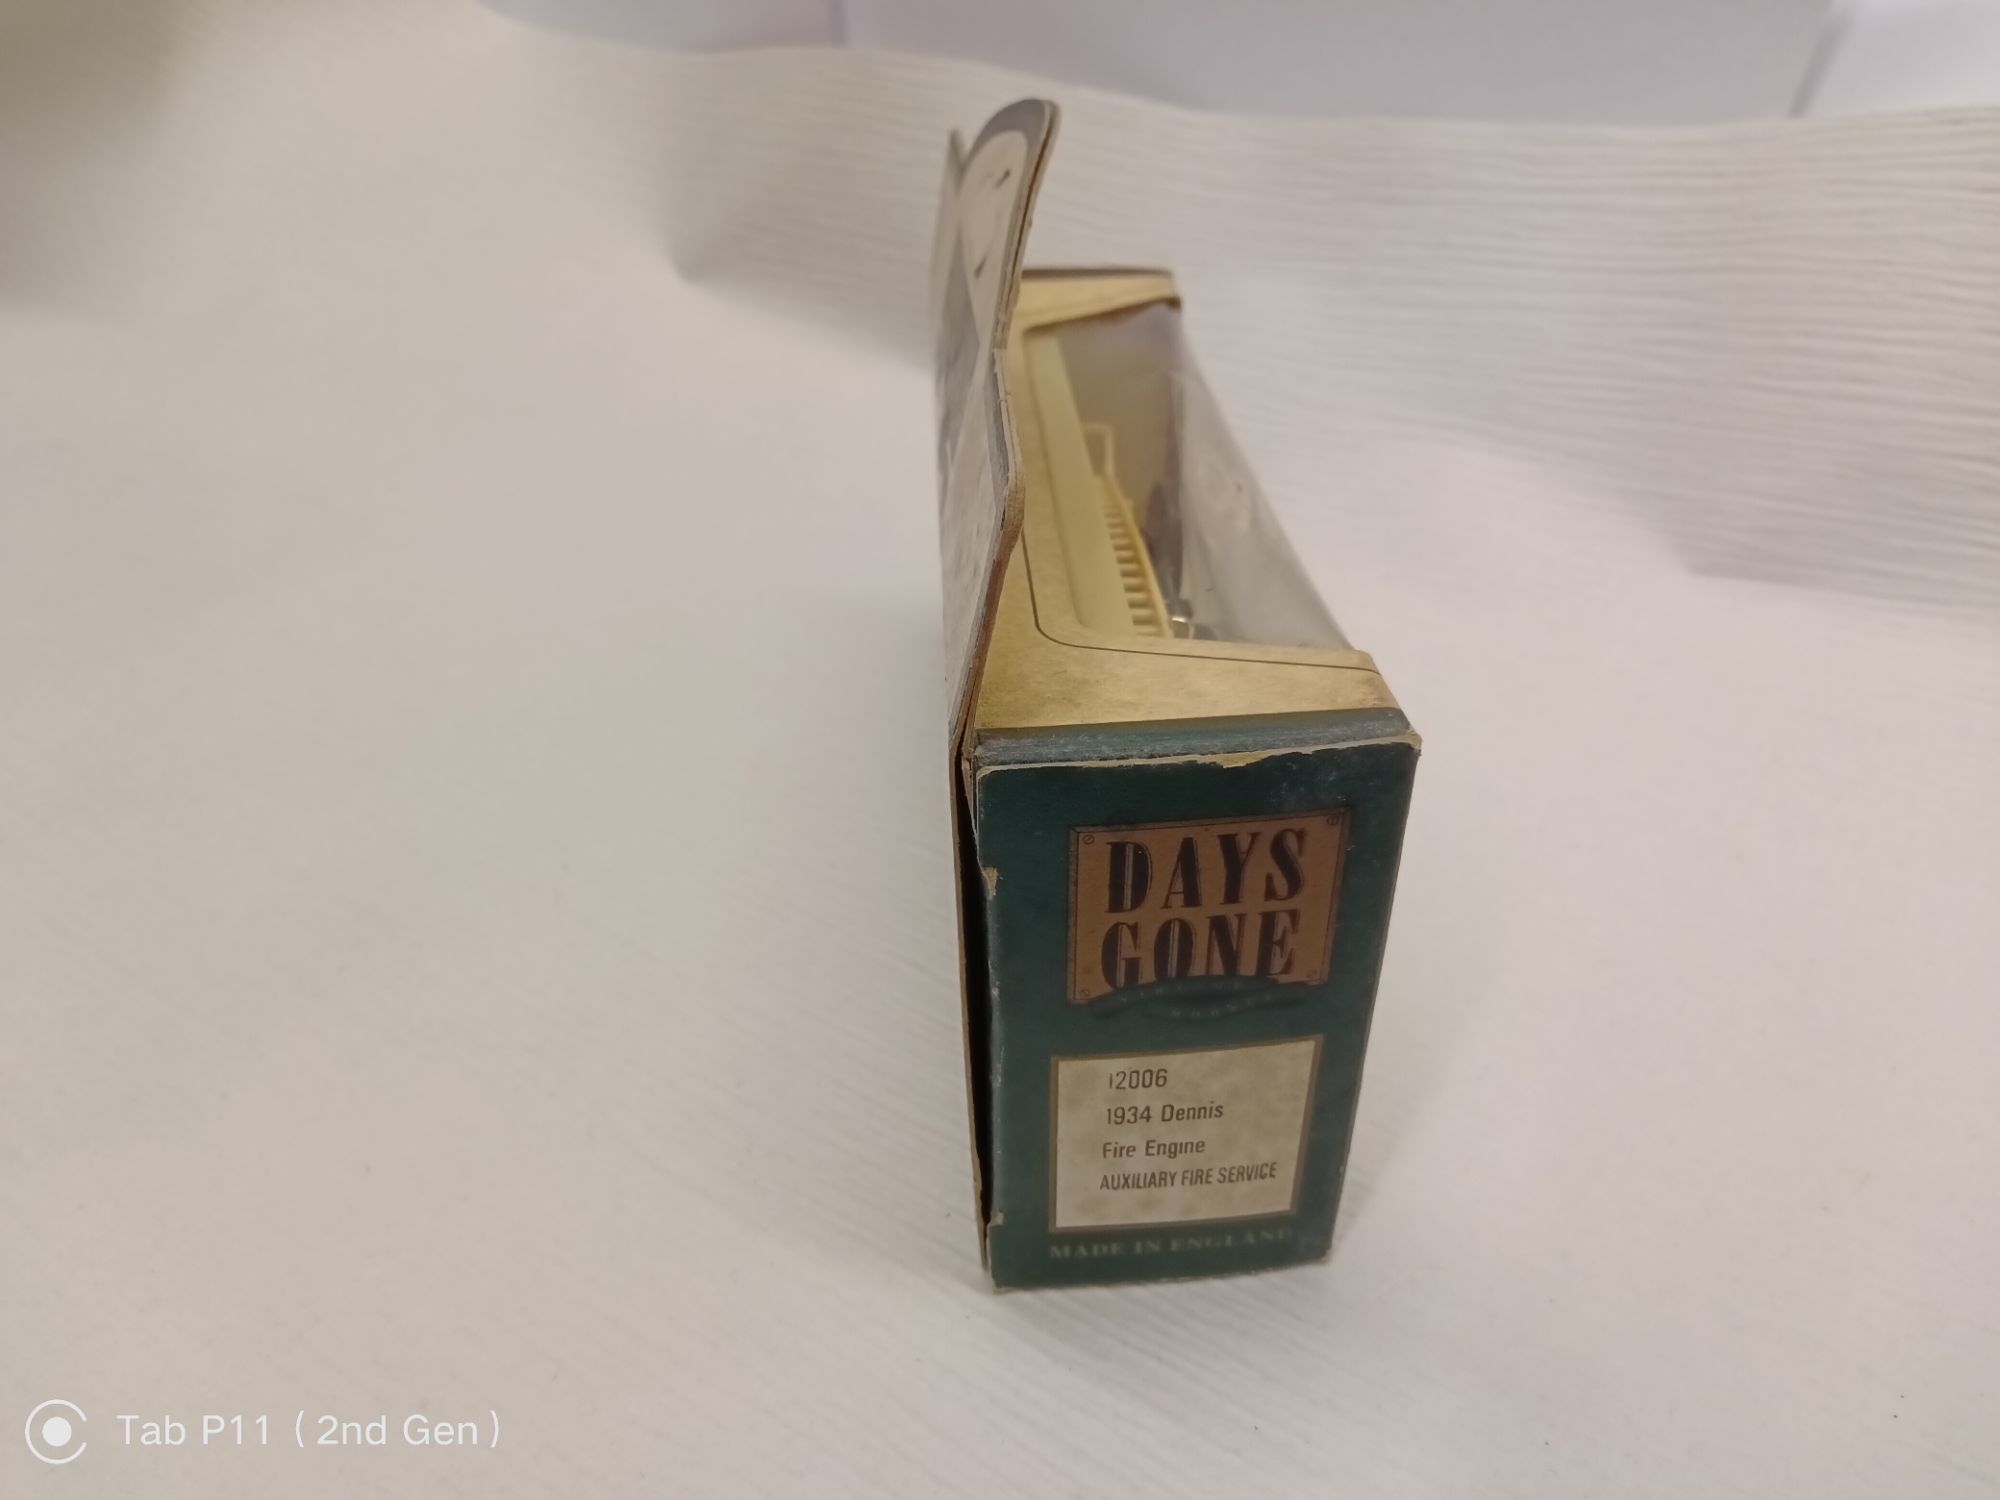 DAYS
GONE
12006
1934 Dennis
Fire Engine
AUXILIARY FIRE SERVICE
MADE IN ENGLAND
Tab P11 (2nd Gen)